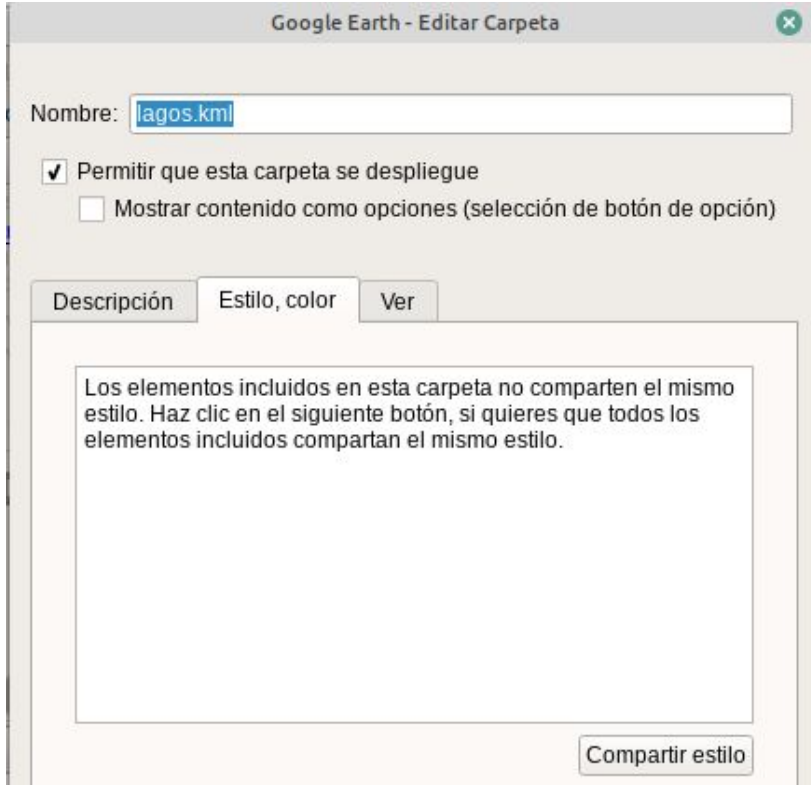 Google Earth - Editar Carpeta
Nombre: lagos.kml
Permitir que esta carpeta se despliegue
Mostrar contenido como opciones (selección de botón de opción)
Descripción Estilo, color Ver
Los elementos incluidos en esta carpeta no comparten el mismo
estilo. Haz clic en el siguiente botón, si quieres que todos los
elementos incluidos compartan el mismo estilo.
Compartir estilo